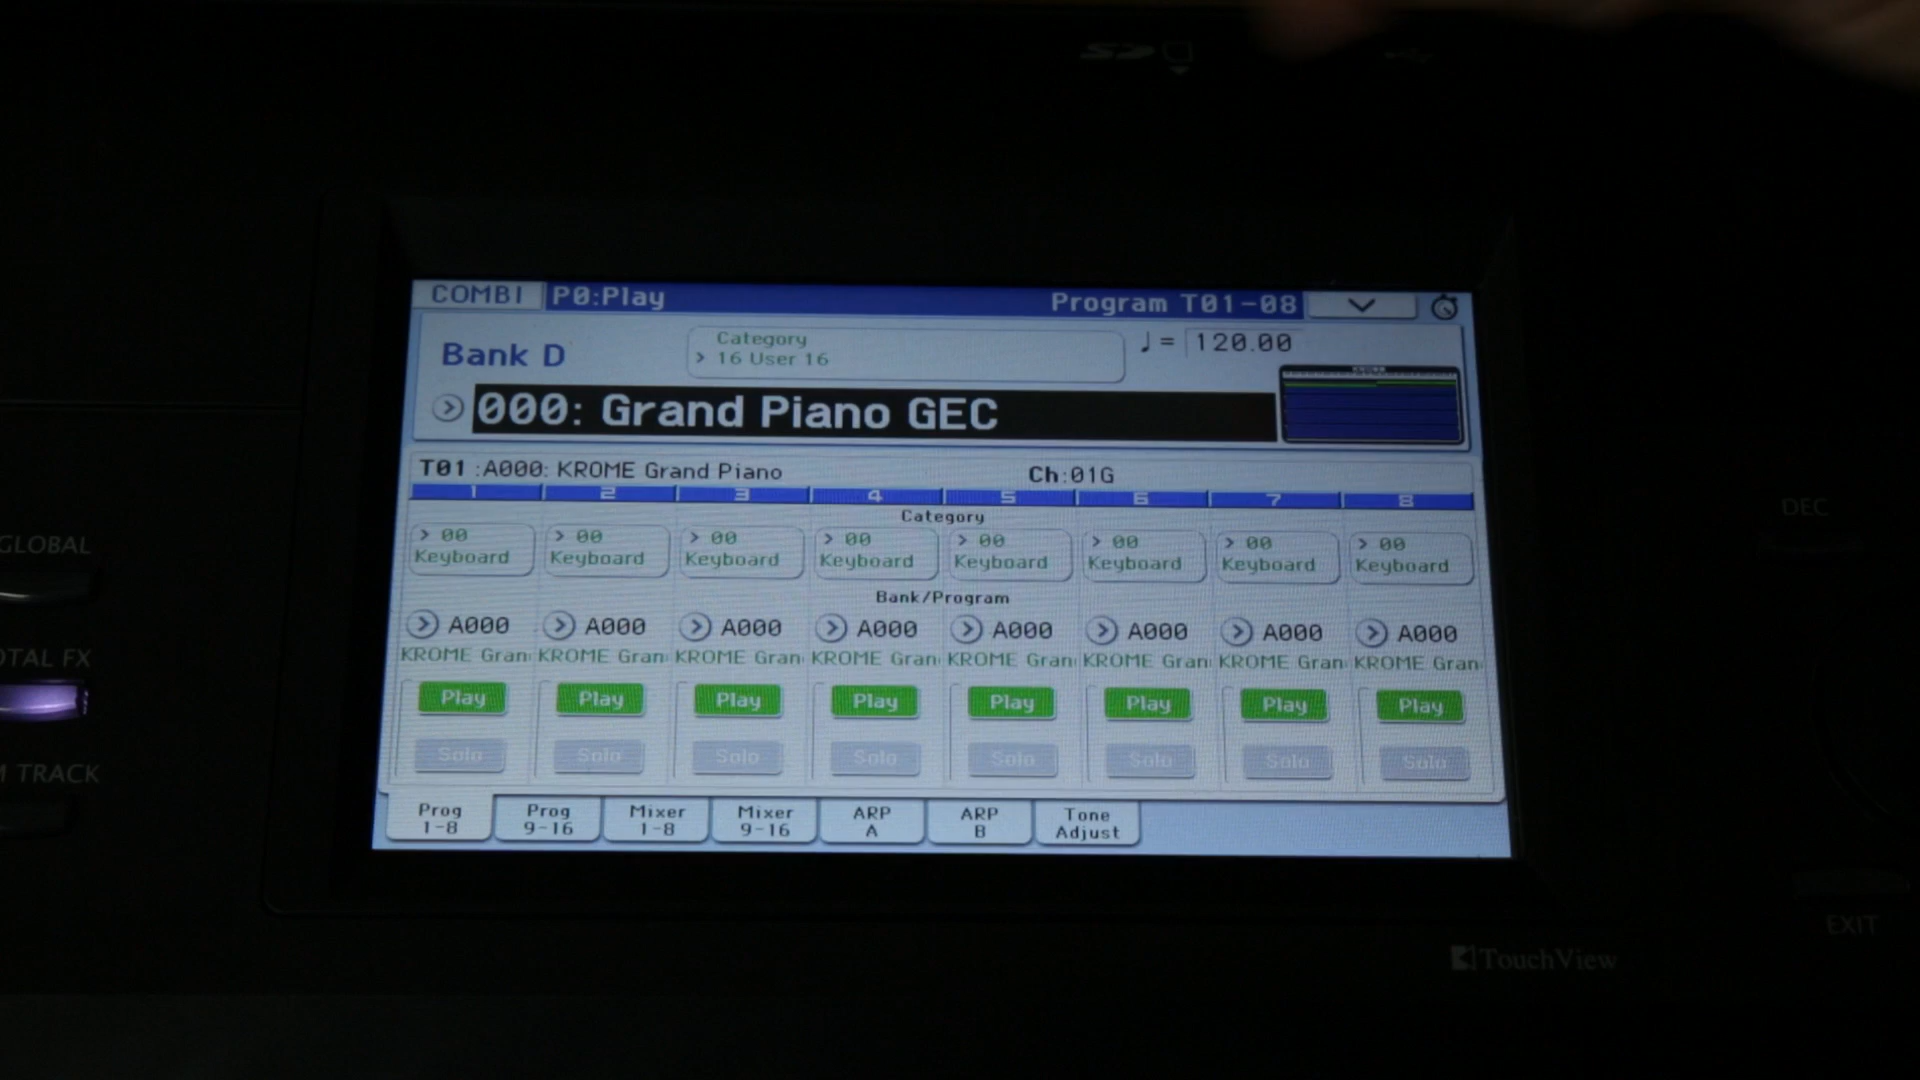 COMBI P0:Play Program T01-08
Category
Bank D > 16 User 16 ♩= 120.00
000: Grand Piano GEC
T01 :A000: KROME Grand Piano Ch:01G
1 2 3 4 5 6 7 8
Category
> 00 > 00 > 00 > 00 > 00 > 00 > 00 > 00
Keyboard Keyboard Keyboard Keyboard Keyboard Keyboard Keyboard Keyboard
Bank/Program
A000 A000 A000 A000 A000 A000 A000 A000
KROME Gran KROME Gran KROME Gran KROME Gran KROME Gran KROME Gran KROME Gran KROME Gran
Play Play Play Play Play Play Play Play
Solo Solo Solo Solo Solo Solo Solo Solo
Prog Prog Mixer Mixer ARP ARP Tone
1-8 9-16 1-8 9-16 A B Adjust
GLOBAL
OTAL FX
TRACK
DEC
EXIT
TouchView
SD